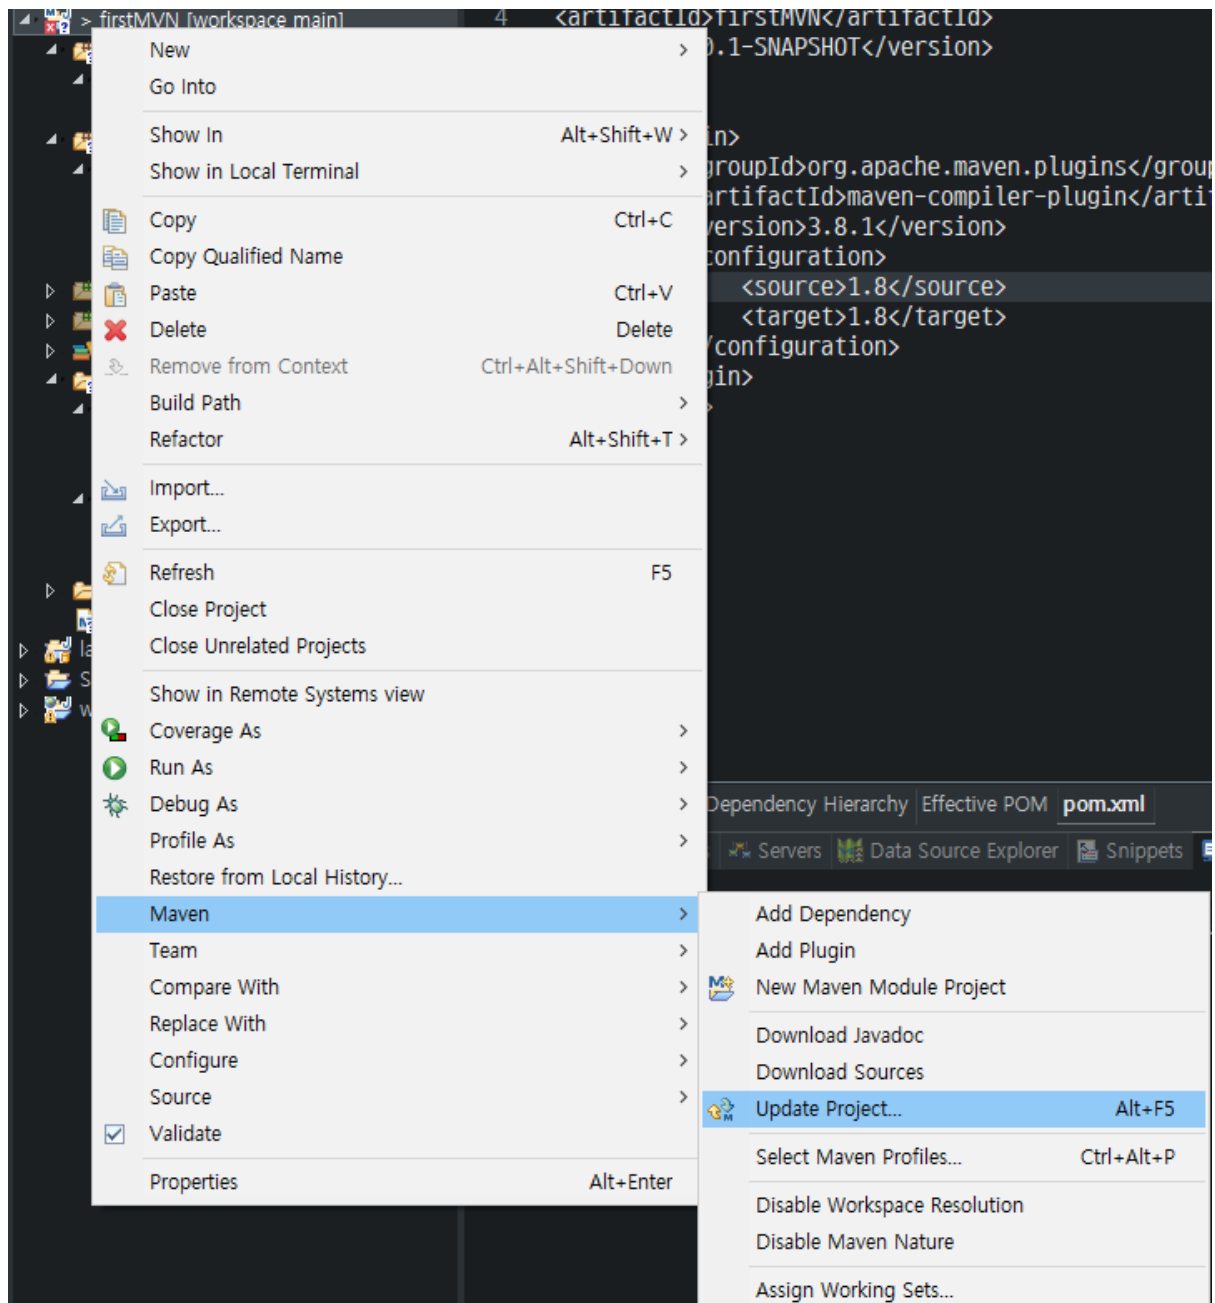 > firstMVN [workspace main]
4 <artifactId>firstMVN</artifactId>
.1-SNAPSHOT</version>
in>
groupId>org.apache.maven.plugins</group
artifactId>maven-compiler-plugin</arti
version>3.8.1</version>
configuration>
<source>1.8</source>
<target>1.8</target>
/configuration>
gin>
>
New >
Go Into
Show In Alt+Shift+W >
Show in Local Terminal >
Copy Ctrl+C
Copy Qualified Name
Paste Ctrl+V
Delete Delete
Remove from Context Ctrl+Alt+Shift+Down
Build Path >
Refactor Alt+Shift+T >
Import...
Export...
Refresh F5
Close Project
Close Unrelated Projects
Show in Remote Systems view
Coverage As >
Run As >
Debug As >
Profile As >
Restore from Local History...
Maven >
Team >
Compare With >
Replace With >
Configure >
Source >
Validate
Properties Alt+Enter
la
S
w
Dependency Hierarchy Effective POM pom.xml
Servers Data Source Explorer Snippets
Add Dependency
Add Plugin
New Maven Module Project
Download Javadoc
Download Sources
Update Project... Alt+F5
Select Maven Profiles... Ctrl+Alt+P
Disable Workspace Resolution
Disable Maven Nature
Assign Working Sets...